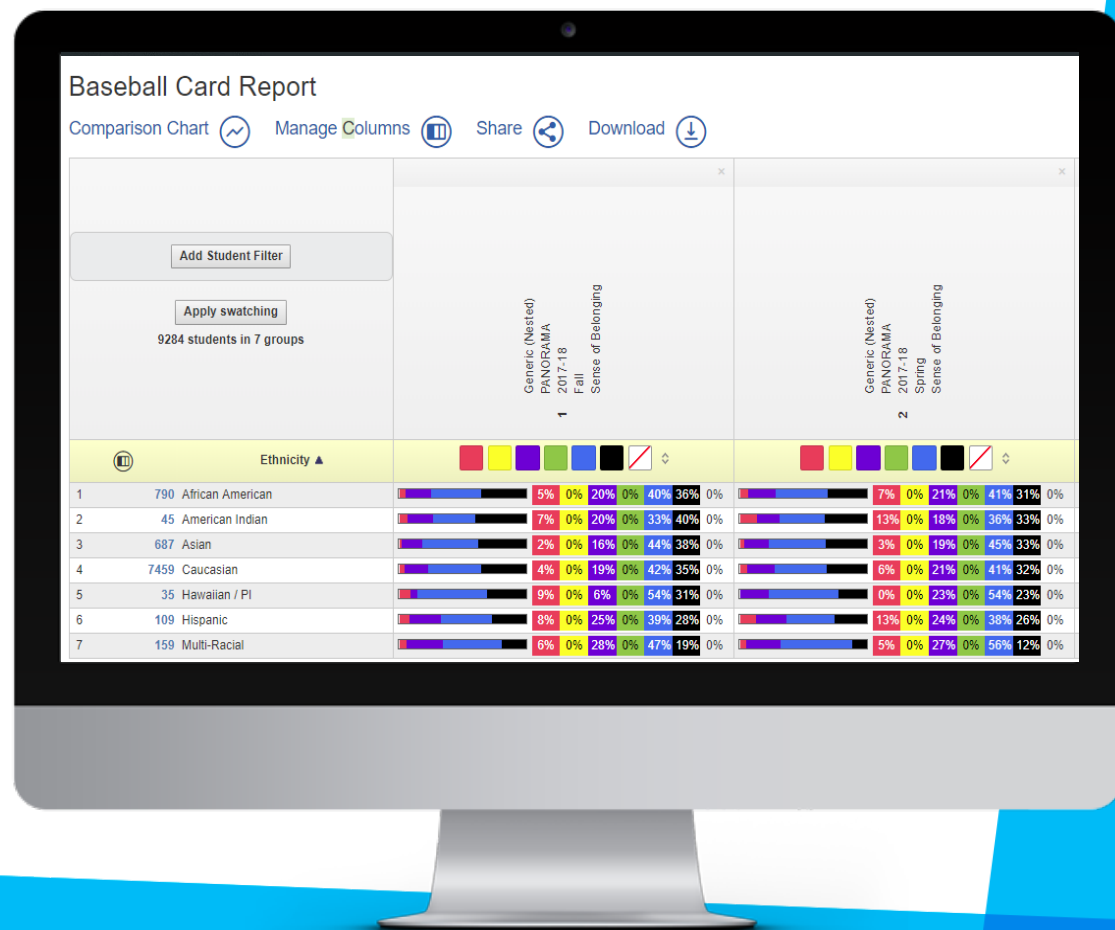 Baseball Card Report
Comparison Chart Manage Columns Share Download
× ×
Add Student Filter
Apply swatching
9284 students in 7 groups
Generic (Nested)
PANORAMA
2017-18
Fall
Sense of Belonging
1
Generic (Nested)
PANORAMA
2017-18
Spring
Sense of Belonging
2
Ethnicity ▲
1 790 African American 5% 0% 20% 0% 40% 36% 0% 7% 0% 21% 0% 41% 31% 0%
2 45 American Indian 7% 0% 20% 0% 33% 40% 0% 13% 0% 18% 0% 36% 33% 0%
3 687 Asian 2% 0% 16% 0% 44% 38% 0% 3% 0% 19% 0% 45% 33% 0%
4 7459 Caucasian 4% 0% 19% 0% 42% 35% 0% 6% 0% 21% 0% 41% 32% 0%
5 35 Hawaiian / PI 9% 0% 6% 0% 54% 31% 0% 0% 0% 23% 0% 54% 23% 0%
6 109 Hispanic 8% 0% 25% 0% 39% 28% 0% 13% 0% 24% 0% 38% 26% 0%
7 159 Multi-Racial 6% 0% 28% 0% 47% 19% 0% 5% 0% 27% 0% 56% 12% 0%